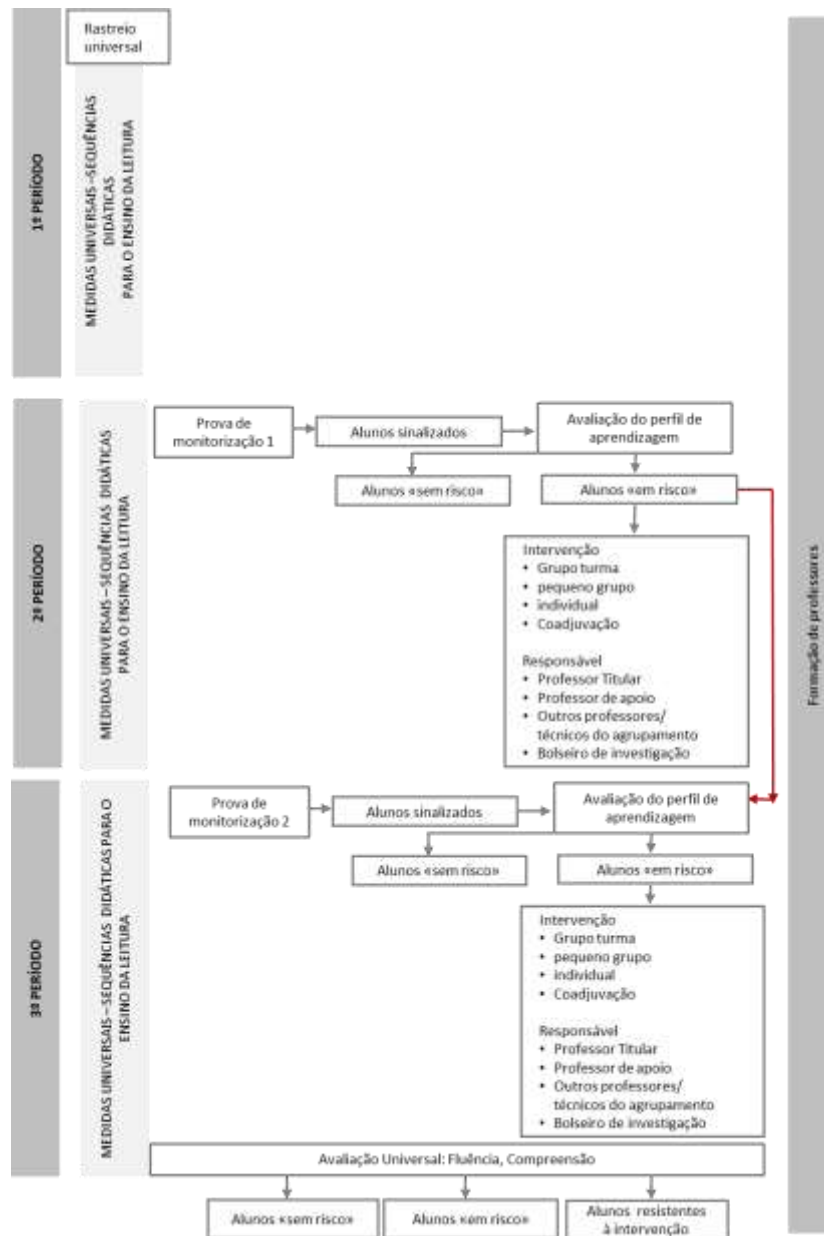 Rastreio
universal
1º PERÍODO
MEDIDAS UNIVERSAIS –SEQUÊNCIAS
DIDÁTICAS
PARA O ENSINO DA LEITURA
Formação de professores
2º PERÍODO
MEDIDAS UNIVERSAIS – SEQUÊNCIAS DIDÁTICAS
PARA O ENSINO DA LEITURA
Prova de
monitorização 1
Alunos sinalizados
Avaliação do perfil de
aprendizagem
Alunos «sem risco»
Alunos «em risco»
Intervenção
• Grupo turma
• pequeno grupo
• individual
• Coadjuvação
Responsável
• Professor Titular
• Professor de apoio
• Outros professores/
técnicos do agrupamento
• Bolseiro de investigação
3º PERÍODO
MEDIDAS UNIVERSAIS – SEQUÊNCIAS DIDÁTICAS PARA O
ENSINO DA LEITURA
Prova de
monitorização 2
Alunos sinalizados
Avaliação do perfil de
aprendizagem
Alunos «sem risco»
Alunos «em risco»
Intervenção
• Grupo turma
• pequeno grupo
• individual
• Coadjuvação
Responsável
• Professor Titular
• Professor de apoio
• Outros professores/
técnicos do agrupamento
• Bolseiro de investigação
Avaliação Universal: Fluência, Compreensão
Alunos «sem risco»
Alunos «em risco»
Alunos resistentes
à intervenção